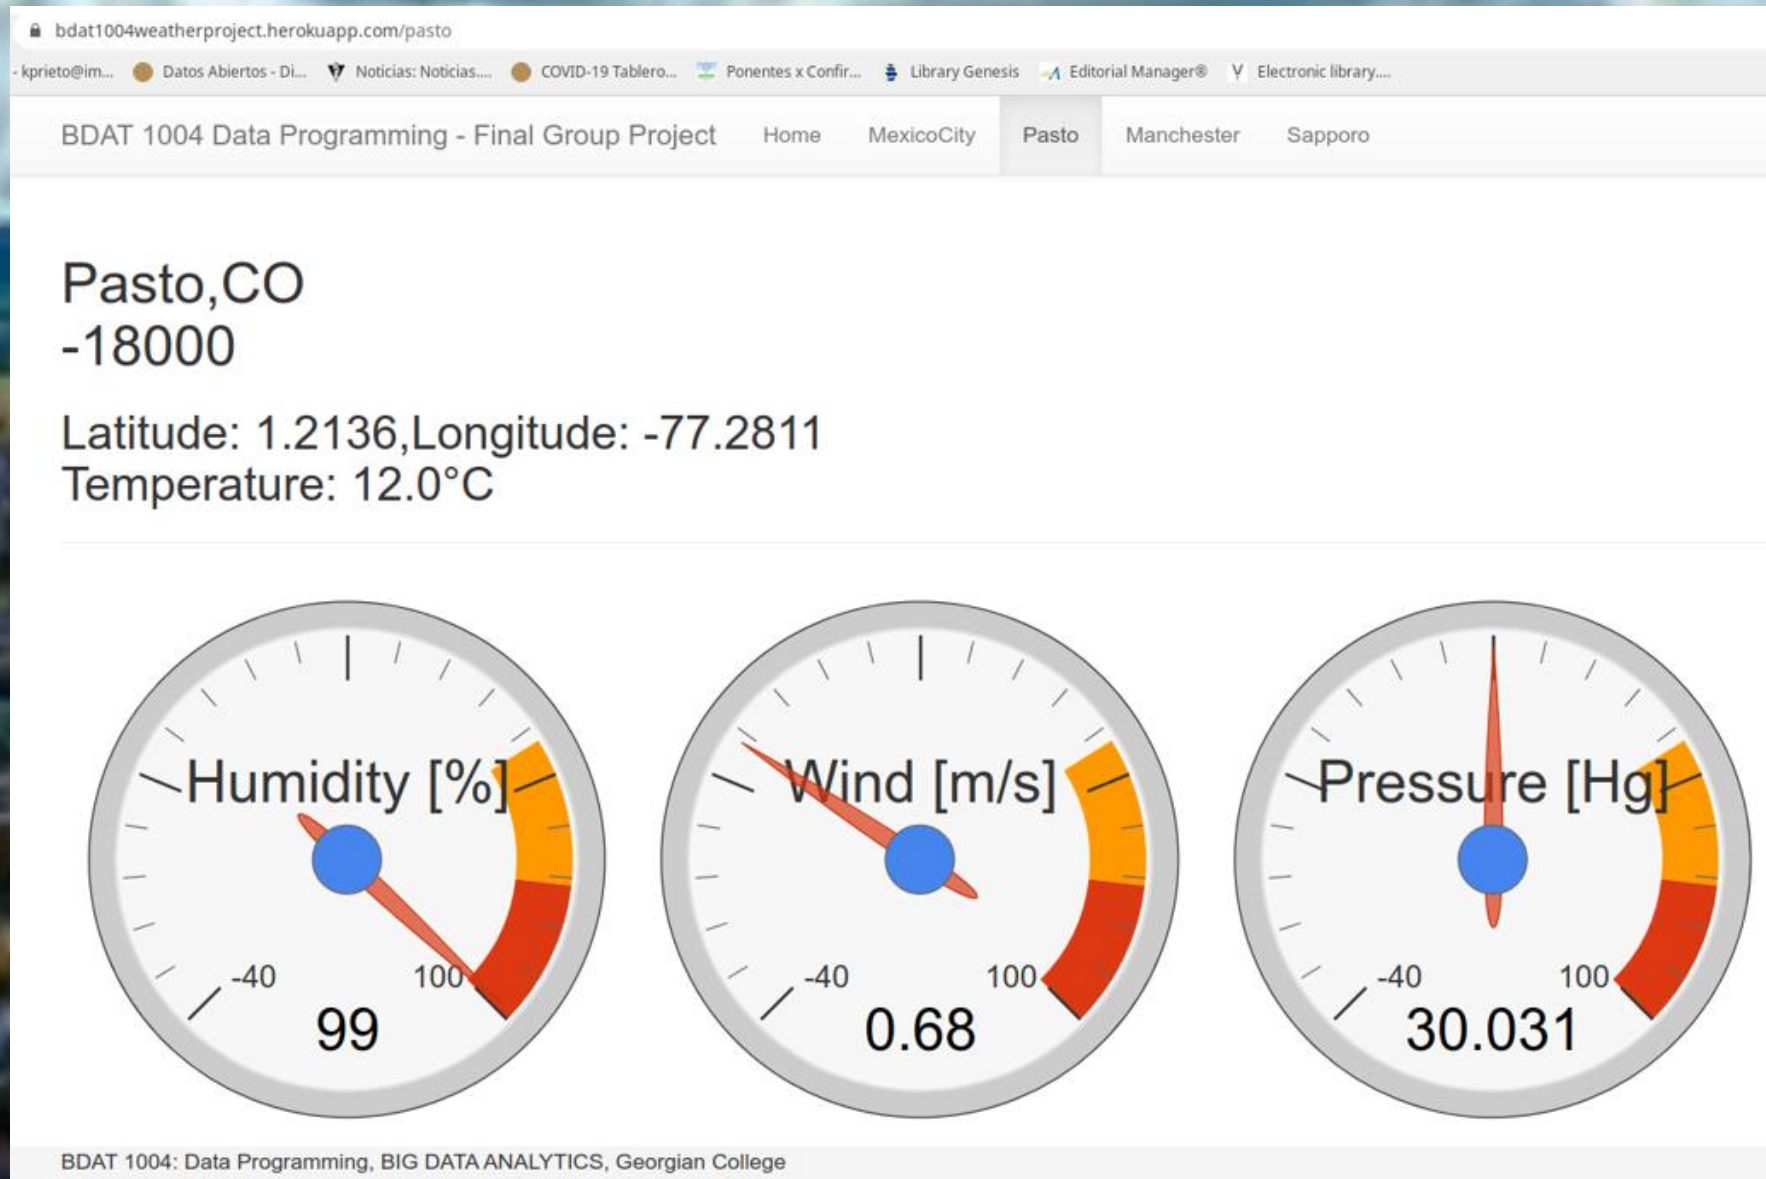 bdat1004weatherproject.herokuapp.com/pasto
- kprieto@im... Datos Abiertos - Di... Noticias: Noticias.... COVID-19 Tablero... Ponentes x Confir... Library Genesis Editorial Manager® Electronic library....
BDAT 1004 Data Programming - Final Group Project Home MexicoCity Pasto Manchester Sapporo
Pasto,CO
-18000
Latitude: 1.2136,Longitude: -77.2811
Temperature: 12.0°C
Humidity [%] Wind [m/s] Pressure [Hg]
-40 100 -40 100 -40 100
99 0.68 30.031
BDAT 1004: Data Programming, BIG DATA ANALYTICS, Georgian College